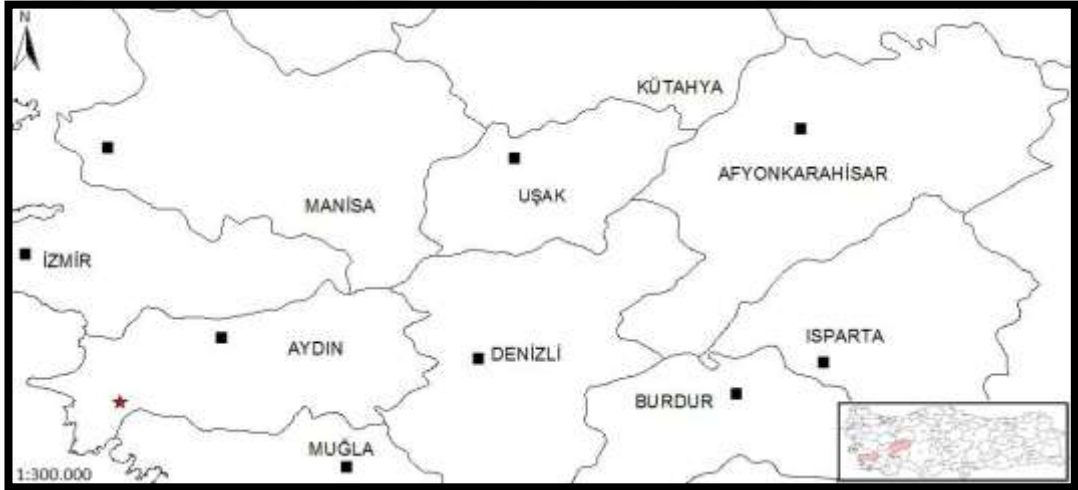 N
KÜTAHYA
AFYONKARAHİSAR
UŞAK
MANİSA
İZMİR
ISPARTA
AYDIN
DENİZLİ
BURDUR
MUĞLA
1:300.000